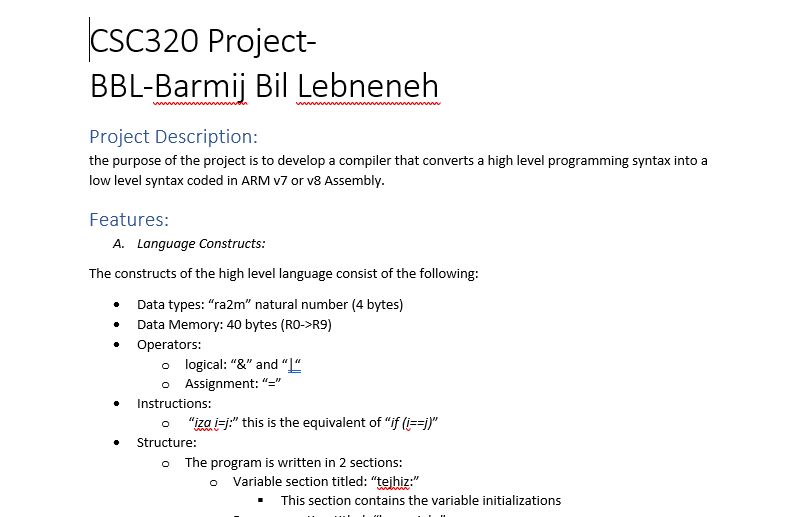 CSC320 Project-
BBL-Barmij Bil Lebneneh
Project Description:
the purpose of the project is to develop a compiler that converts a high level programming syntax into a
low level syntax coded in ARM v7 or v8 Assembly.
Features:
A. Language Constructs:
The constructs of the high level language consist of the following:
• Data types: “ra2m” natural number (4 bytes)
• Data Memory: 40 bytes (R0->R9)
• Operators:
o logical: “&” and “|“
o Assignment: “=”
• Instructions:
o “iza i=j:” this is the equivalent of “if (i==j)”
• Structure:
o The program is written in 2 sections:
o Variable section titled: “tejhiz:”
▪ This section contains the variable initializations